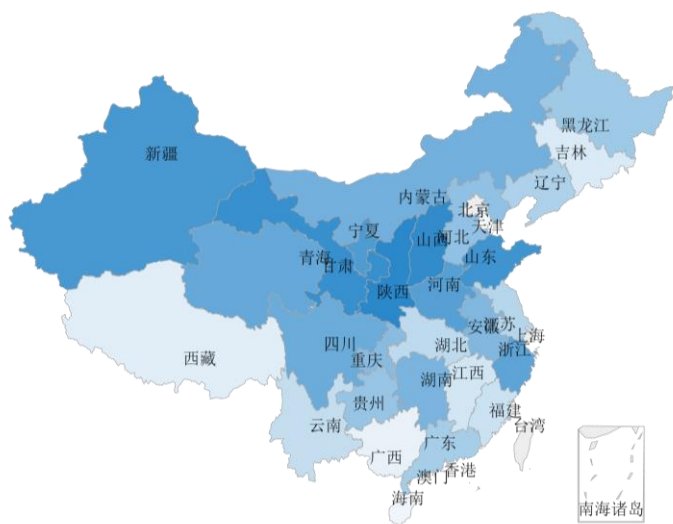 黑龙江
吉林
新疆
辽宁
内蒙古
北京
天津
宁夏
山西
河北
青海
甘肃
山东
陕西
河南
安徽
江苏
上海
浙江
四川
重庆
湖北
西藏
湖南
江西
贵州
云南
福建
台湾
广东
广西
香港
澳门
海南
南海诸岛